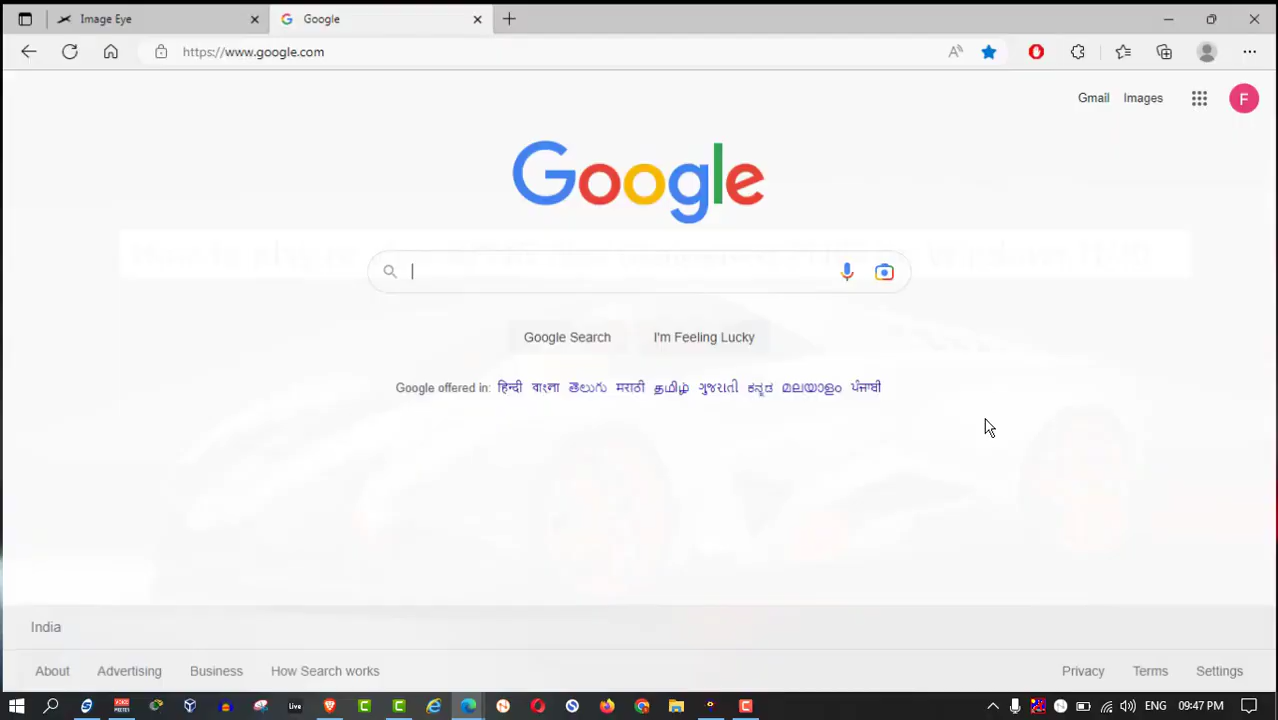 Image Eye
Google
https://www.google.com
Gmail Images
F
Google
Google Search I'm Feeling Lucky
Google offered in: हिन्दी বাংলা తెలుగు मराठी தமிழ் ગુજરાતી ಕನ್ನಡ മലയാളം ਪੰਜਾਬੀ
India
About Advertising Business How Search works Privacy Terms Settings
Live ENG 09:47 PM